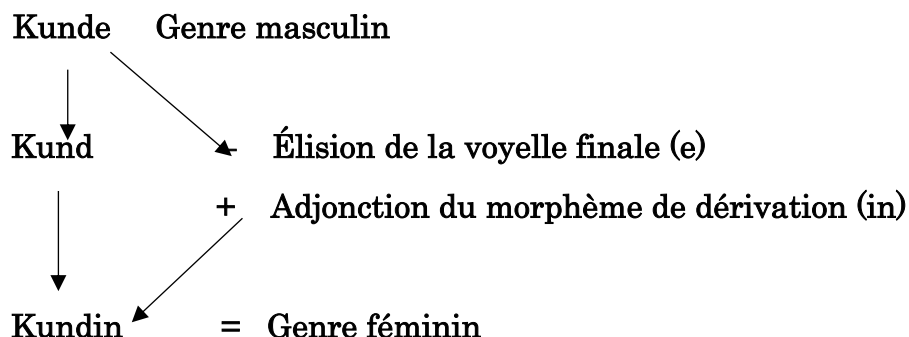 Kunde Genre masculin
Kund - Élision de la voyelle finale (e)
+ Adjonction du morphème de dérivation (in)
Kundin = Genre féminin